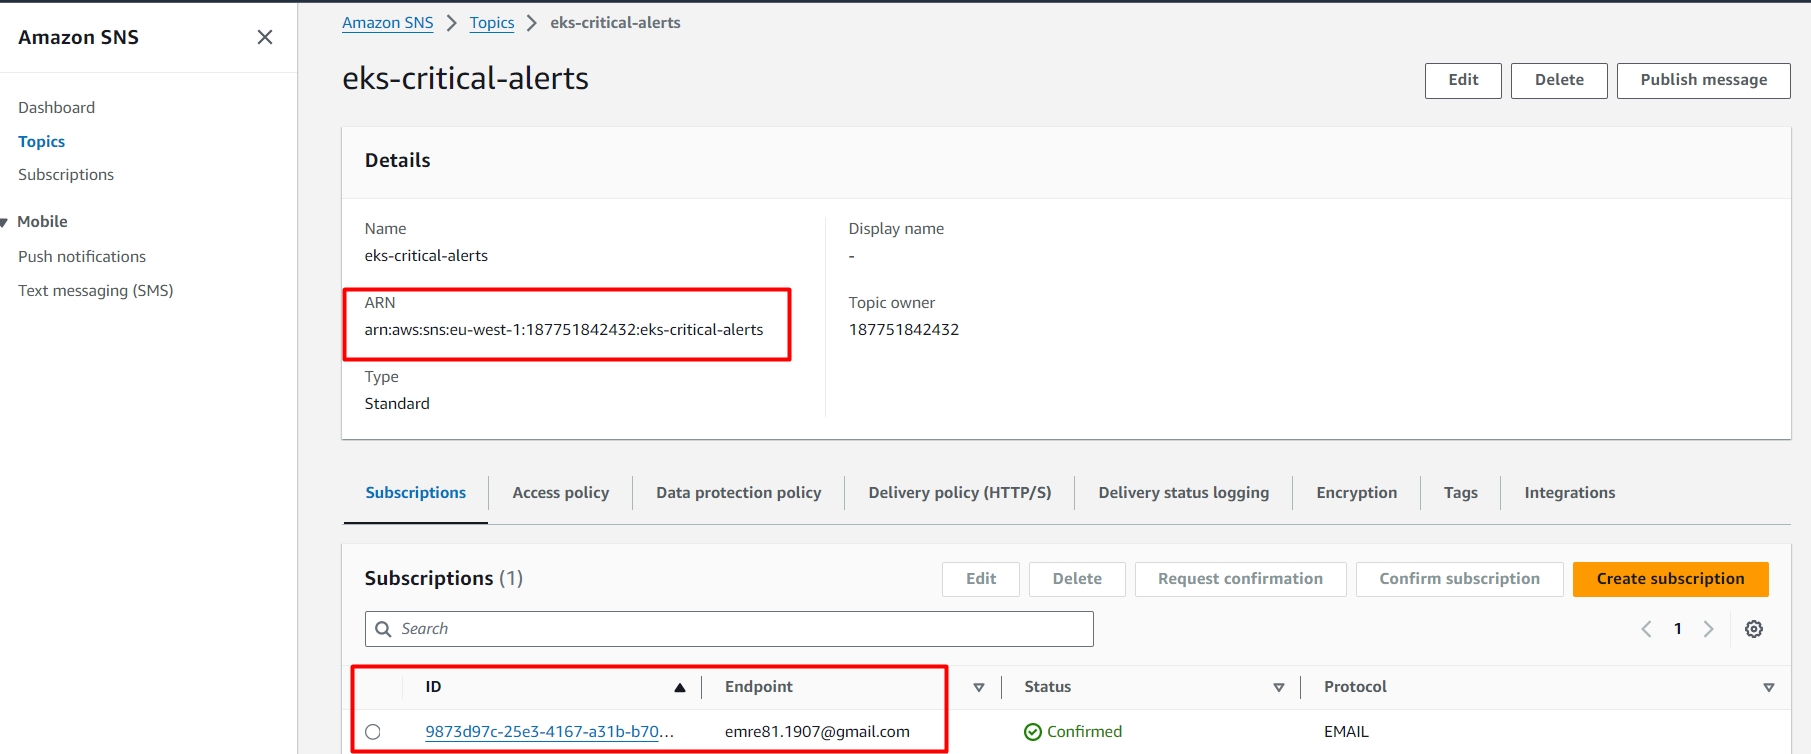 Amazon SNS
Dashboard
Topics
Subscriptions
Mobile
Push notifications
Text messaging (SMS)
Amazon SNS > Topics > eks-critical-alerts
eks-critical-alerts
Edit Delete Publish message
Details
Name
eks-critical-alerts
ARN
arn:aws:sns:eu-west-1:187751842432:eks-critical-alerts
Type
Standard
Display name
-
Topic owner
187751842432
Subscriptions Access policy Data protection policy Delivery policy (HTTP/S) Delivery status logging Encryption Tags Integrations
Subscriptions (1)
Edit Delete Request confirmation Confirm subscription Create subscription
Search
1
ID Endpoint Status Protocol
9873d97c-25e3-4167-a31b-b70... emre81.1907@gmail.com Confirmed EMAIL